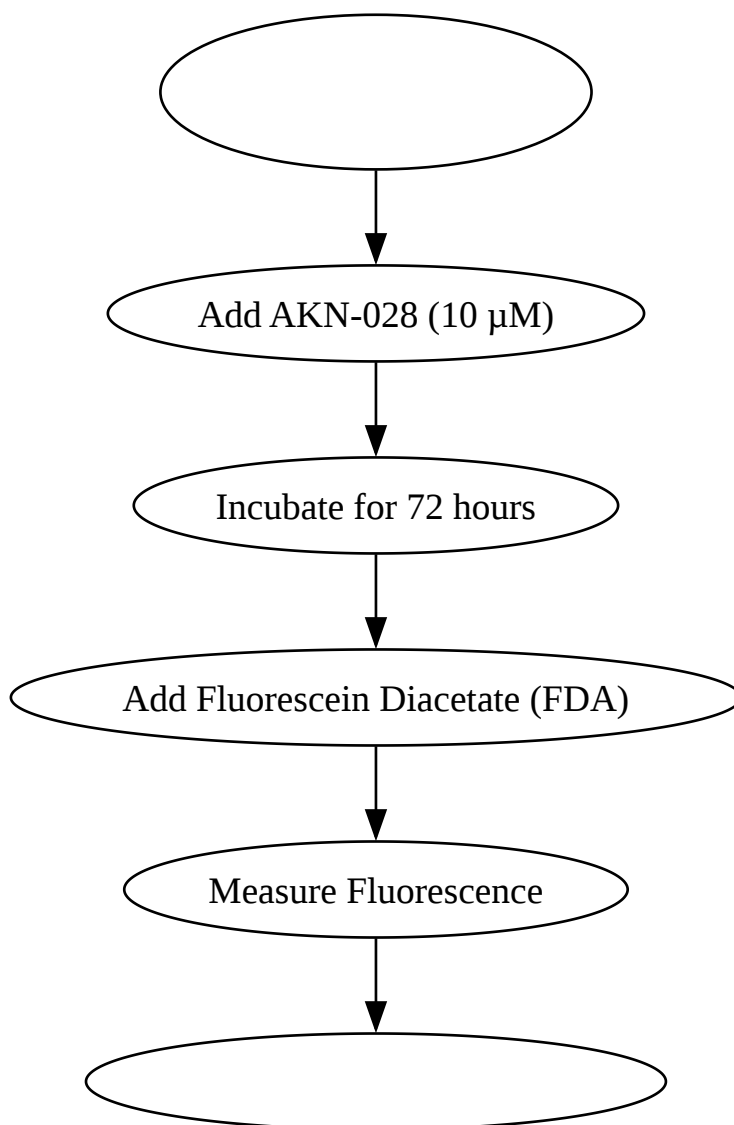 Add AKN-028 (10 µM)
Incubate for 72 hours
Add Fluorescein Diacetate (FDA)
Measure Fluorescence